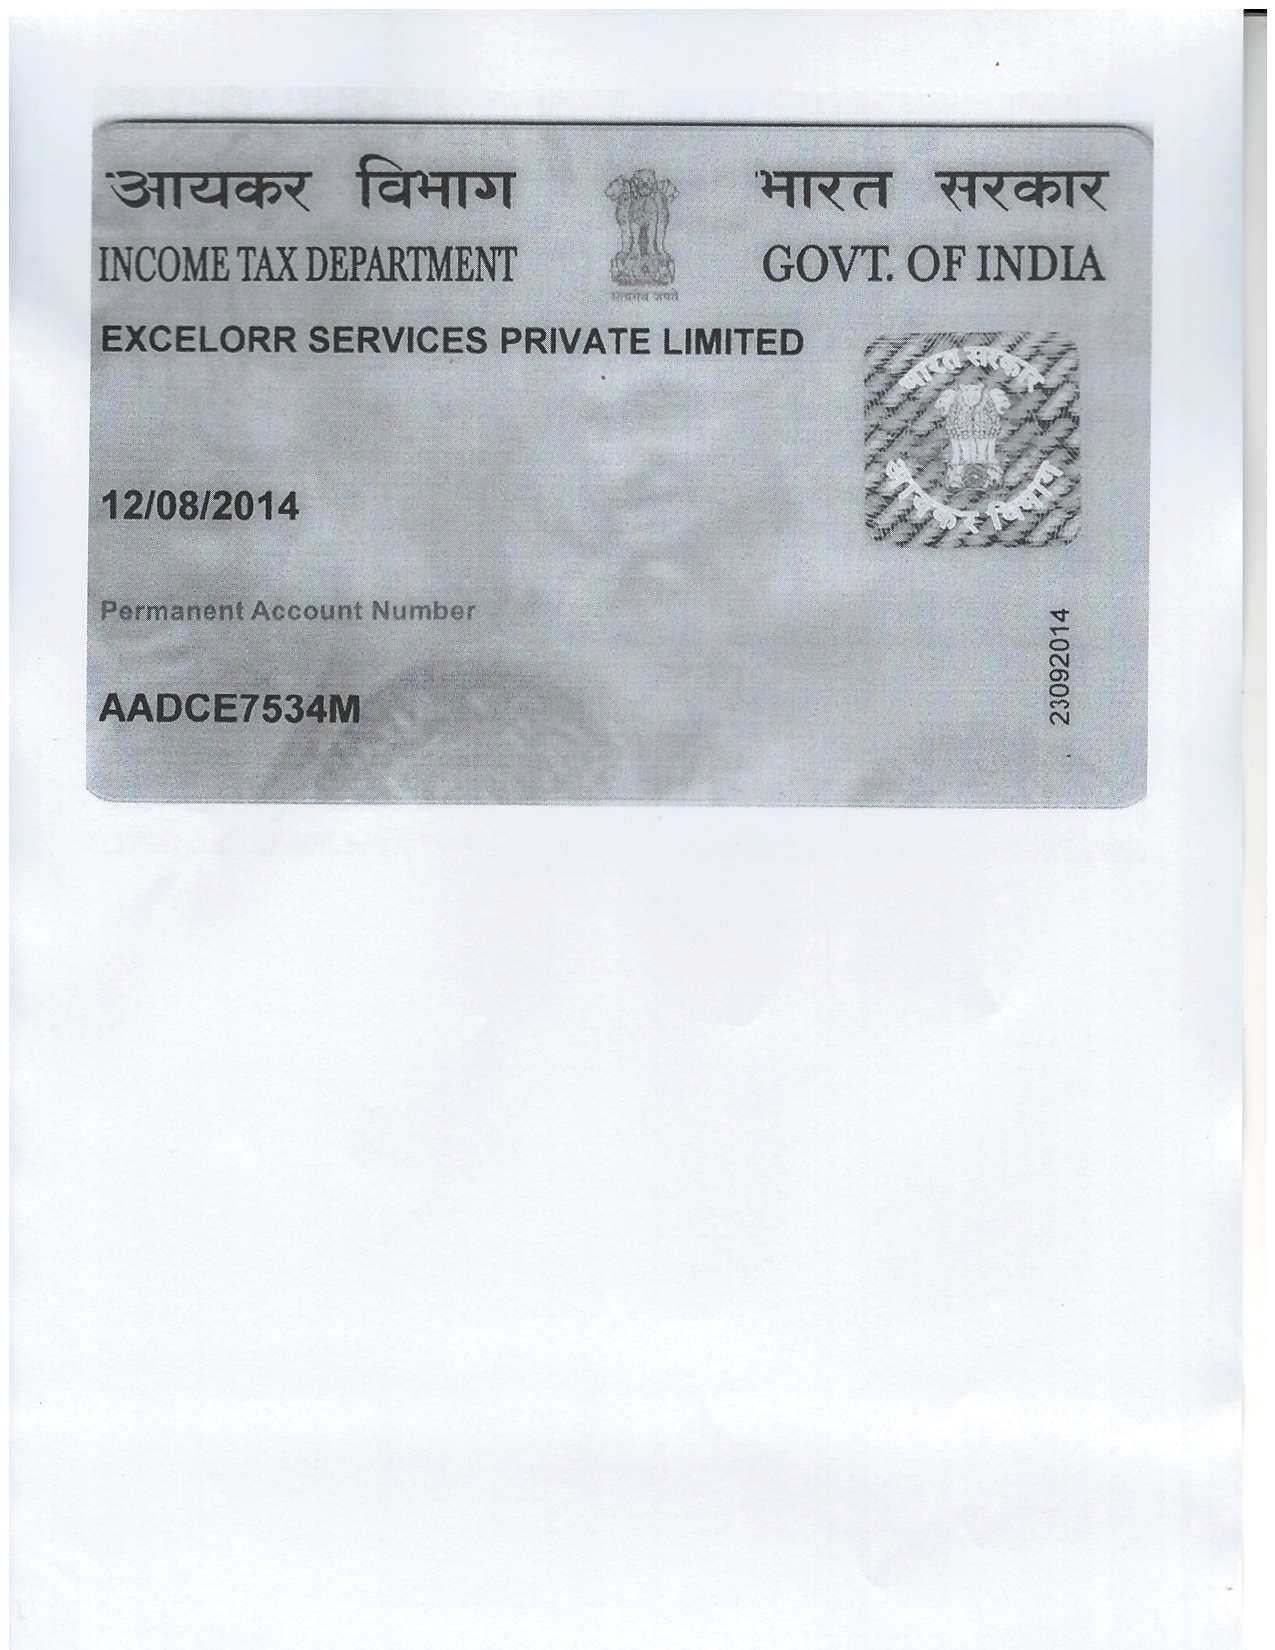 आयकर विभाग
भारत सरकार
INCOME TAX DEPARTMENT
GOVT. OF INDIA
सत्यमेव जयते
EXCELORR SERVICES PRIVATE LIMITED
भारत सरकार
आयकर विभाग
12/08/2014
Permanent Account Number
23092014
AADCE7534M